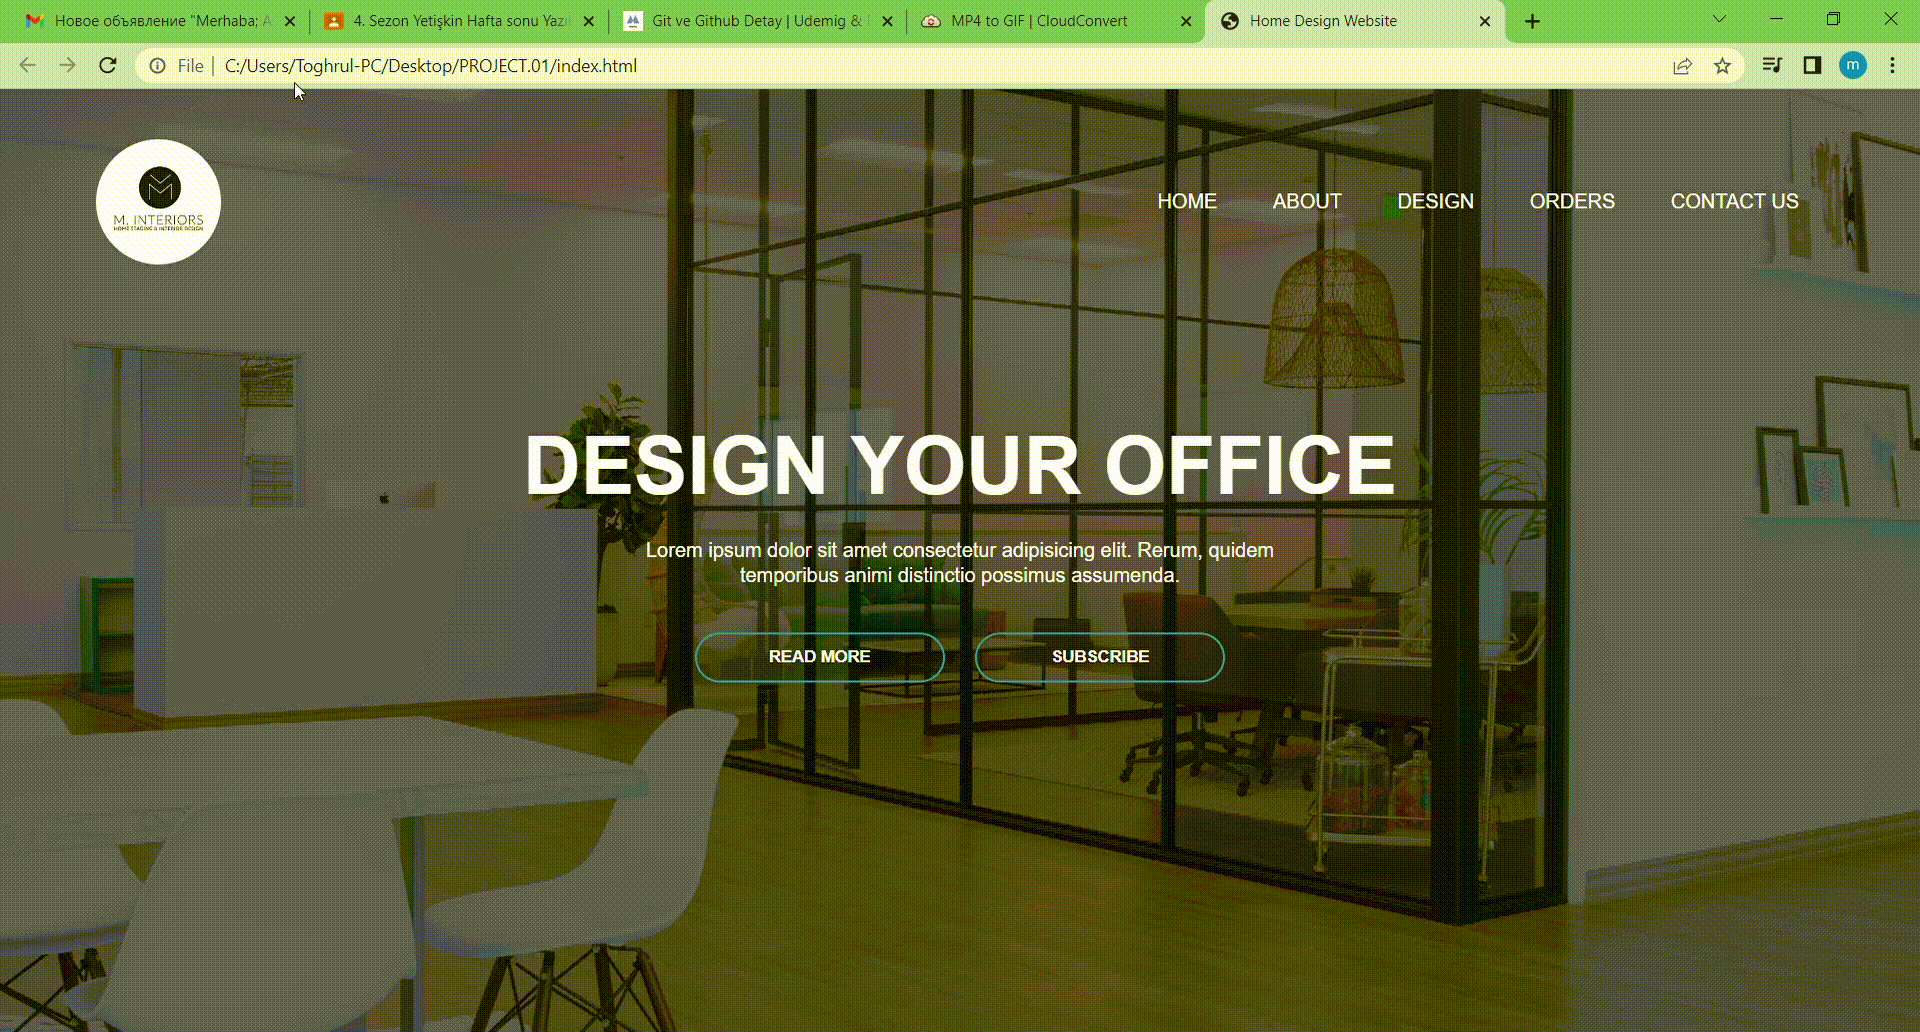 Новое объявление "Merhaba; A
4. Sezon Yetişkin Hafta sonu Yazıl
Git ve Github Detay | Udemig &
MP4 to GIF | CloudConvert
Home Design Website
File
C:/Users/Toghrul-PC/Desktop/PROJECT.01/index.html
m
M. INTERIORS
HOME STAGING & INTERIOR DESIGN
HOME
ABOUT
DESIGN
ORDERS
CONTACT US
DESIGN YOUR OFFICE
Lorem ipsum dolor sit amet consectetur adipisicing elit. Rerum, quidem
temporibus animi distinctio possimus assumenda.
READ MORE
SUBSCRIBE